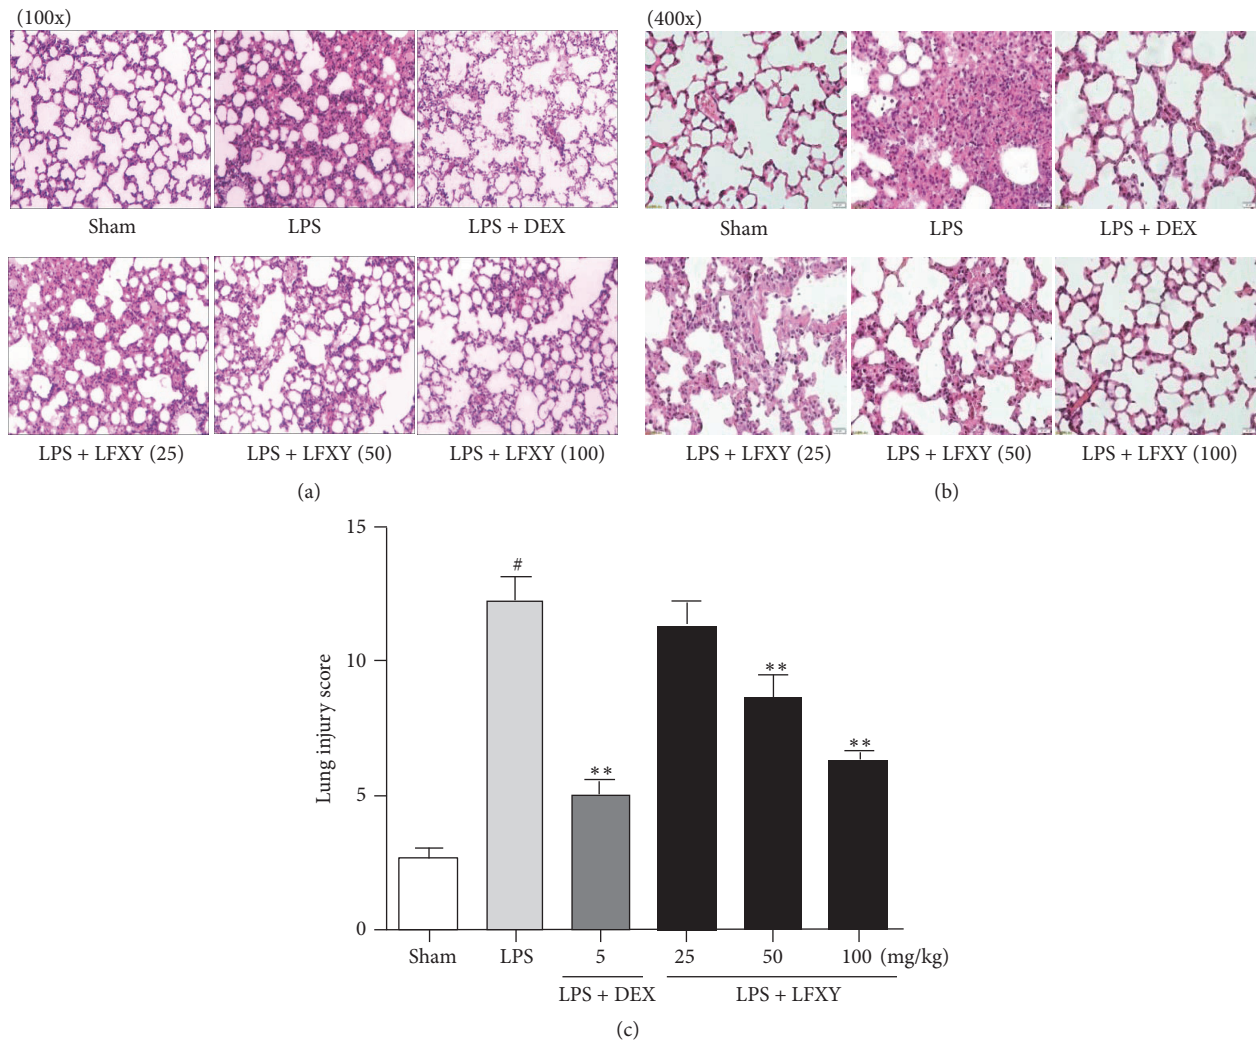 (100x)
Sham LPS LPS + DEX
LPS + LFXY (25) LPS + LFXY (50) LPS + LFXY (100)
(a)
(400x)
Sham LPS LPS + DEX
LPS + LFXY (25) LPS + LFXY (50) LPS + LFXY (100)
(b)
Lung injury score
15
10
5
0
#
**
**
**
Sham LPS 5 25 50 100 (mg/kg)
LPS + DEX LPS + LFXY
(c)